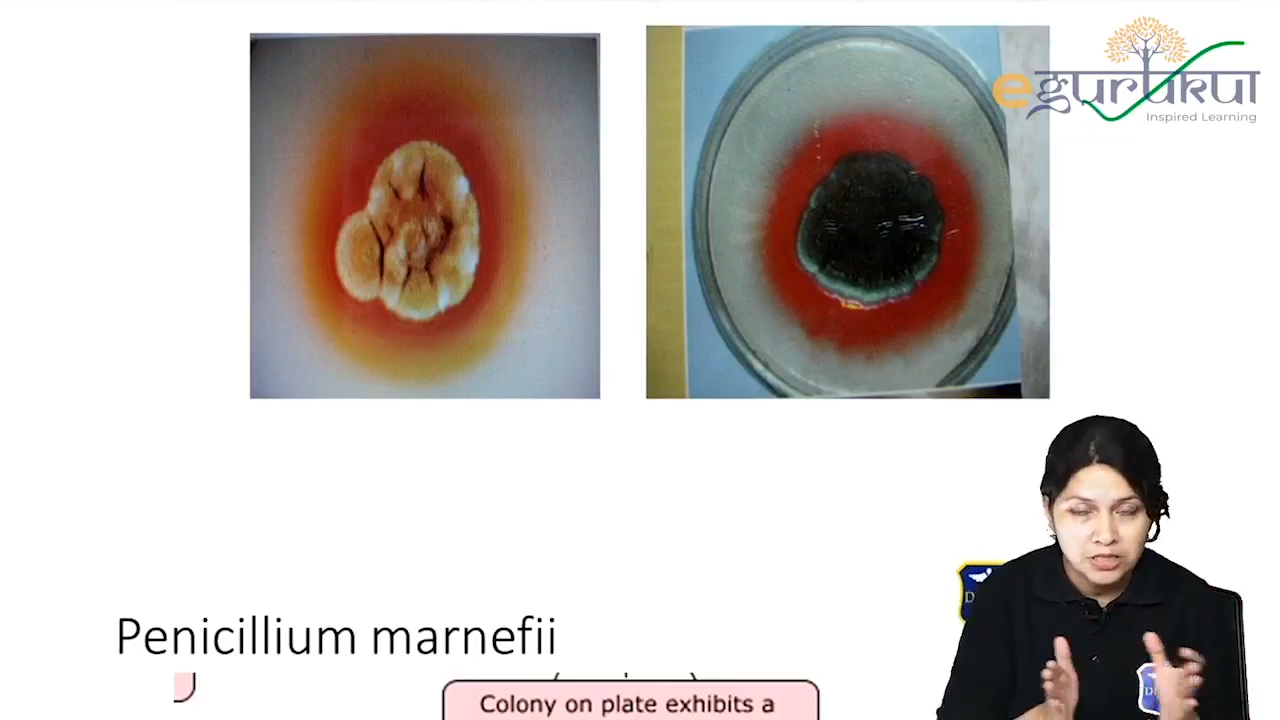 egurukul
Inspired Learning
Penicillium marnefii
Colony on plate exhibits a